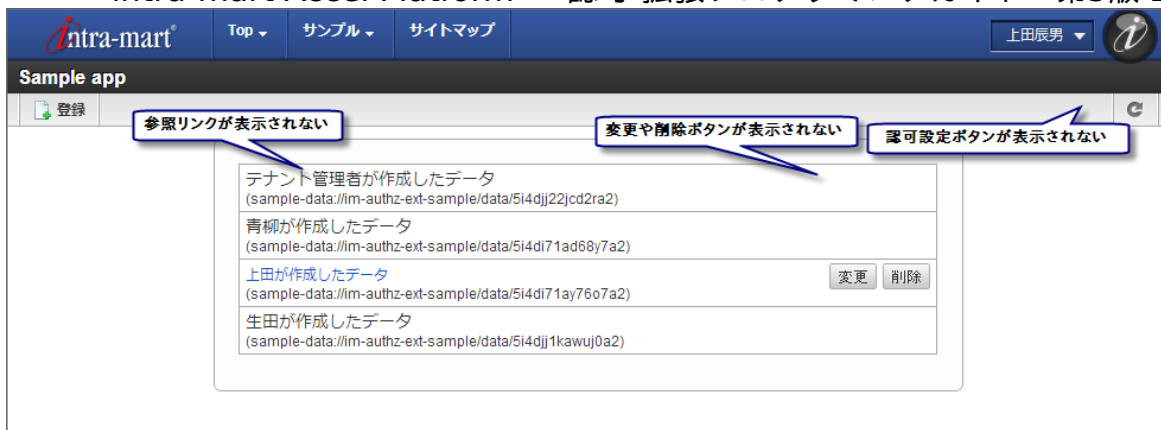 intra-mart Top サンプル サイトマップ 上田辰男
Sample app
登録
参照リンクが表示されない
変更や削除ボタンが表示されない
認可設定ボタンが表示されない
テナント管理者が作成したデータ
(sample-data://im-authz-ext-sample/data/5i4djj22jcd2ra2)
青柳が作成したデータ
(sample-data://im-authz-ext-sample/data/5i4di71ad68y7a2)
上田が作成したデータ 変更 削除
(sample-data://im-authz-ext-sample/data/5i4di71ay76o7a2)
生田が作成したデータ
(sample-data://im-authz-ext-sample/data/5i4djj1kawuj0a2)